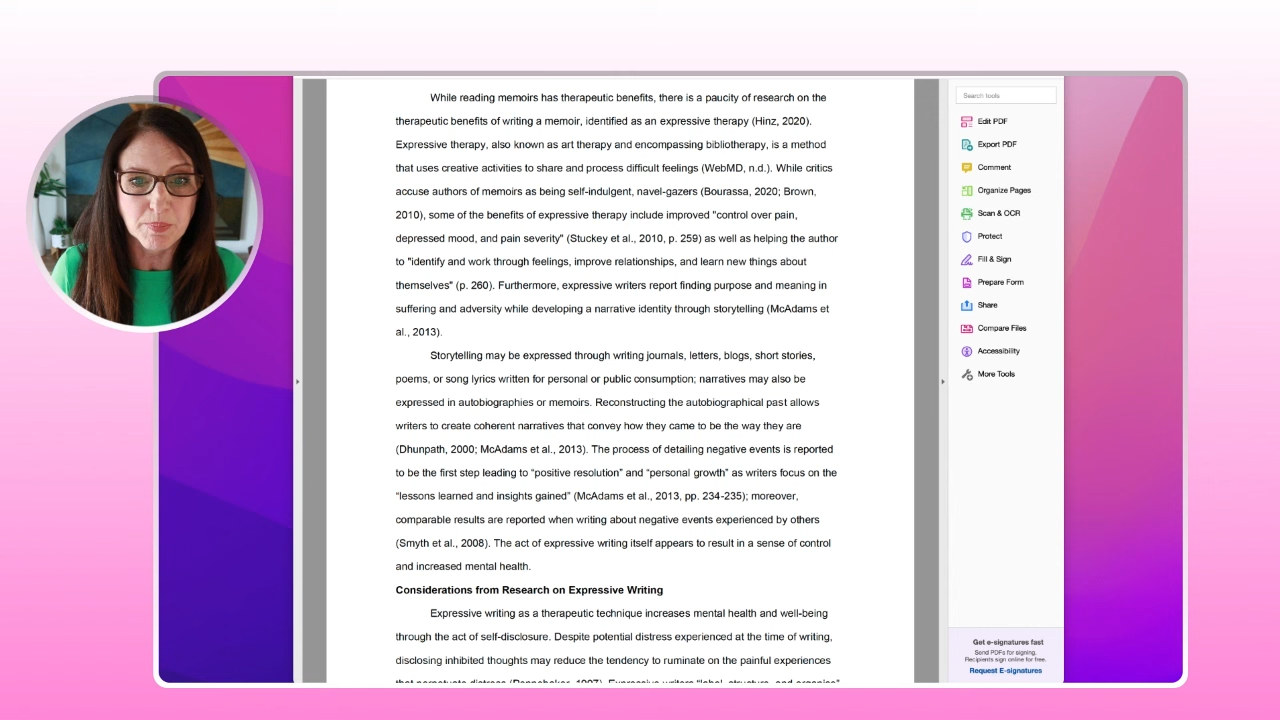 While reading memoirs has therapeutic benefits, there is a paucity of research on the
therapeutic benefits of writing a memoir, identified as an expressive therapy (Hinz, 2020).
Expressive therapy, also known as art therapy and encompassing bibliotherapy, is a method
that uses creative activities to share and process difficult feelings (WebMD, n.d.). While critics
accuse authors of memoirs as being self-indulgent, navel-gazers (Bourassa, 2020; Brown,
2010), some of the benefits of expressive therapy include improved "control over pain,
depressed mood, and pain severity" (Stuckey et al., 2010, p. 259) as well as helping the author
to "identify and work through feelings, improve relationships, and learn new things about
themselves" (p. 260). Furthermore, expressive writers report finding purpose and meaning in
suffering and adversity while developing a narrative identity through storytelling (McAdams et
al., 2013).
Storytelling may be expressed through writing journals, letters, blogs, short stories,
poems, or song lyrics written for personal or public consumption; narratives may also be
expressed in autobiographies or memoirs. Reconstructing the autobiographical past allows
writers to create coherent narratives that convey how they came to be the way they are
(Dhunpath, 2000; McAdams et al., 2013). The process of detailing negative events is reported
to be the first step leading to “positive resolution” and “personal growth” as writers focus on the
“lessons learned and insights gained” (McAdams et al., 2013, pp. 234-235); moreover,
comparable results are reported when writing about negative events experienced by others
(Smyth et al., 2008). The act of expressive writing itself appears to result in a sense of control
and increased mental health.
Considerations from Research on Expressive Writing
Expressive writing as a therapeutic technique increases mental health and well-being
through the act of self-disclosure. Despite potential distress experienced at the time of writing,
disclosing inhibited thoughts may reduce the tendency to ruminate on the painful experiences
that perpetuate distress (Pennebaker, 1997). Expressive writers “label, structure, and organise”
Search tools
Edit PDF
Export PDF
Comment
Organize Pages
Scan & OCR
Protect
Fill & Sign
Prepare Form
Share
Compare Files
Accessibility
More Tools
Get e-signatures fast
Send PDFs for signing.
Recipients sign online for free.
Request E-signatures